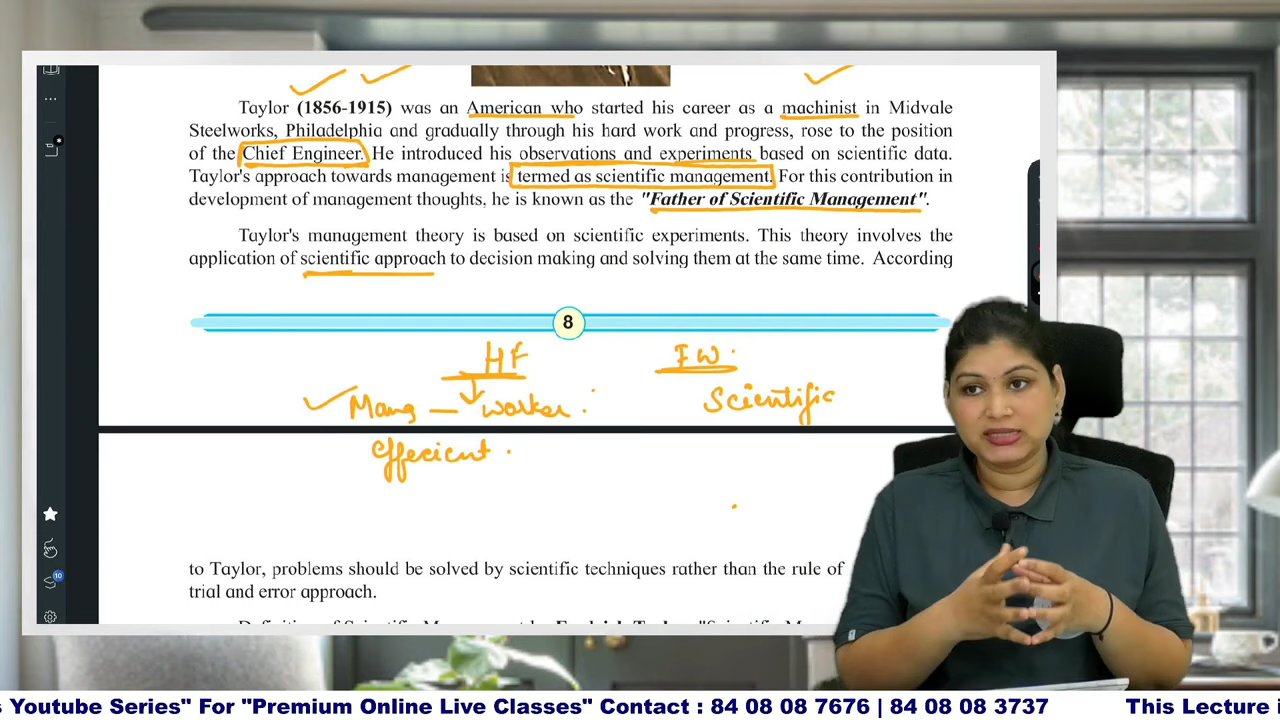 Taylor (1856-1915) was an American who started his career as a machinist in Midvale
Steelworks, Philadelphia and gradually through his hard work and progress, rose to the position
of the Chief Engineer. He introduced his observations and experiments based on scientific data.
Taylor's approach towards management is termed as scientific management. For this contribution in
development of management thoughts, he is known as the "Father of Scientific Management".
Taylor's management theory is based on scientific experiments. This theory involves the
application of scientific approach to decision making and solving them at the same time. According
8
HF FW.
Mang — worker.
Scientific
Effecient.
to Taylor, problems should be solved by scientific techniques rather than the rule of
trial and error approach.
10
s Youtube Series" For "Premium Online Live Classes" Contact : 84 08 08 7676 | 84 08 08 3737 This Lecture i